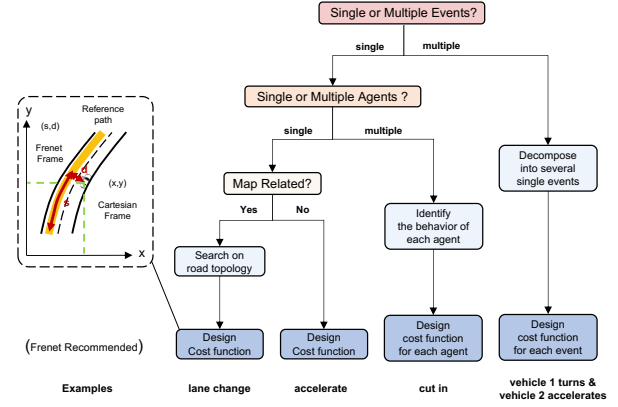 Single or Multiple Events?
single
multiple
Single or Multiple Agents ?
single
multiple
Map Related?
Yes
No
Decompose
into several
single events
Identify
the behavior of
each agent
Search on
road topology
y
Reference
path
(s,d)
Frenet
Frame
d
s
(x,y)
Cartesian
Frame
x
Design
Cost function
Design
Cost Function
Design
cost function
for each agent
Design
cost function
for each event
(Frenet Recommended)
Examples
lane change
accelerate
cut in
vehicle 1 turns &
vehicle 2 accelerates